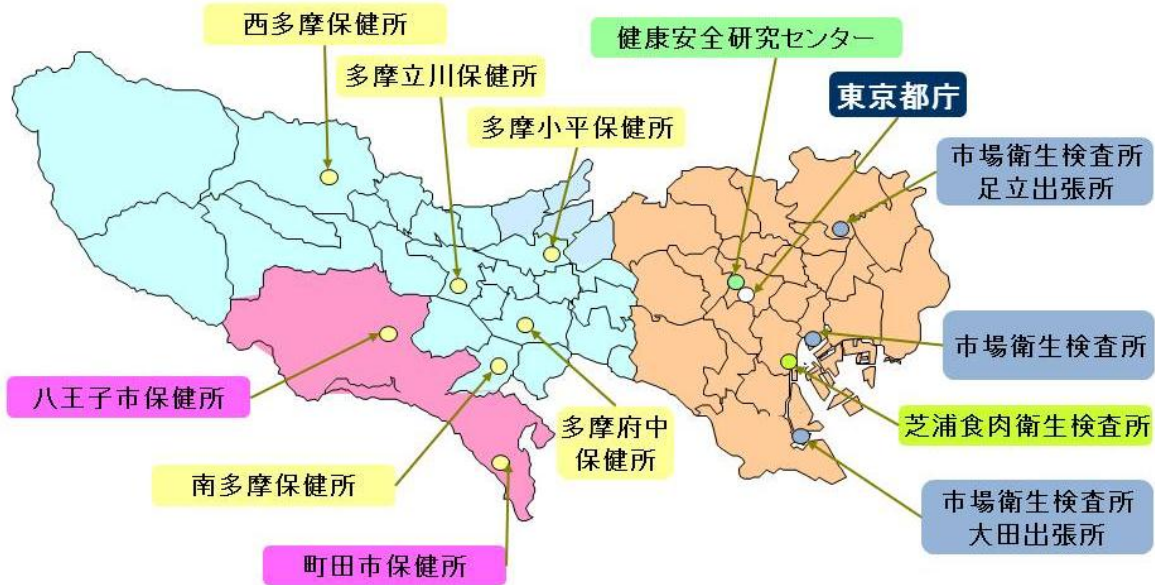 西多摩保健所
健康安全研究センター
多摩立川保健所
東京都庁
多摩小平保健所
市場衛生検査所
足立出張所
市場衛生検査所
八王子市保健所
多摩府中
保健所
芝浦食肉衛生検査所
南多摩保健所
市場衛生検査所
大田出張所
町田市保健所